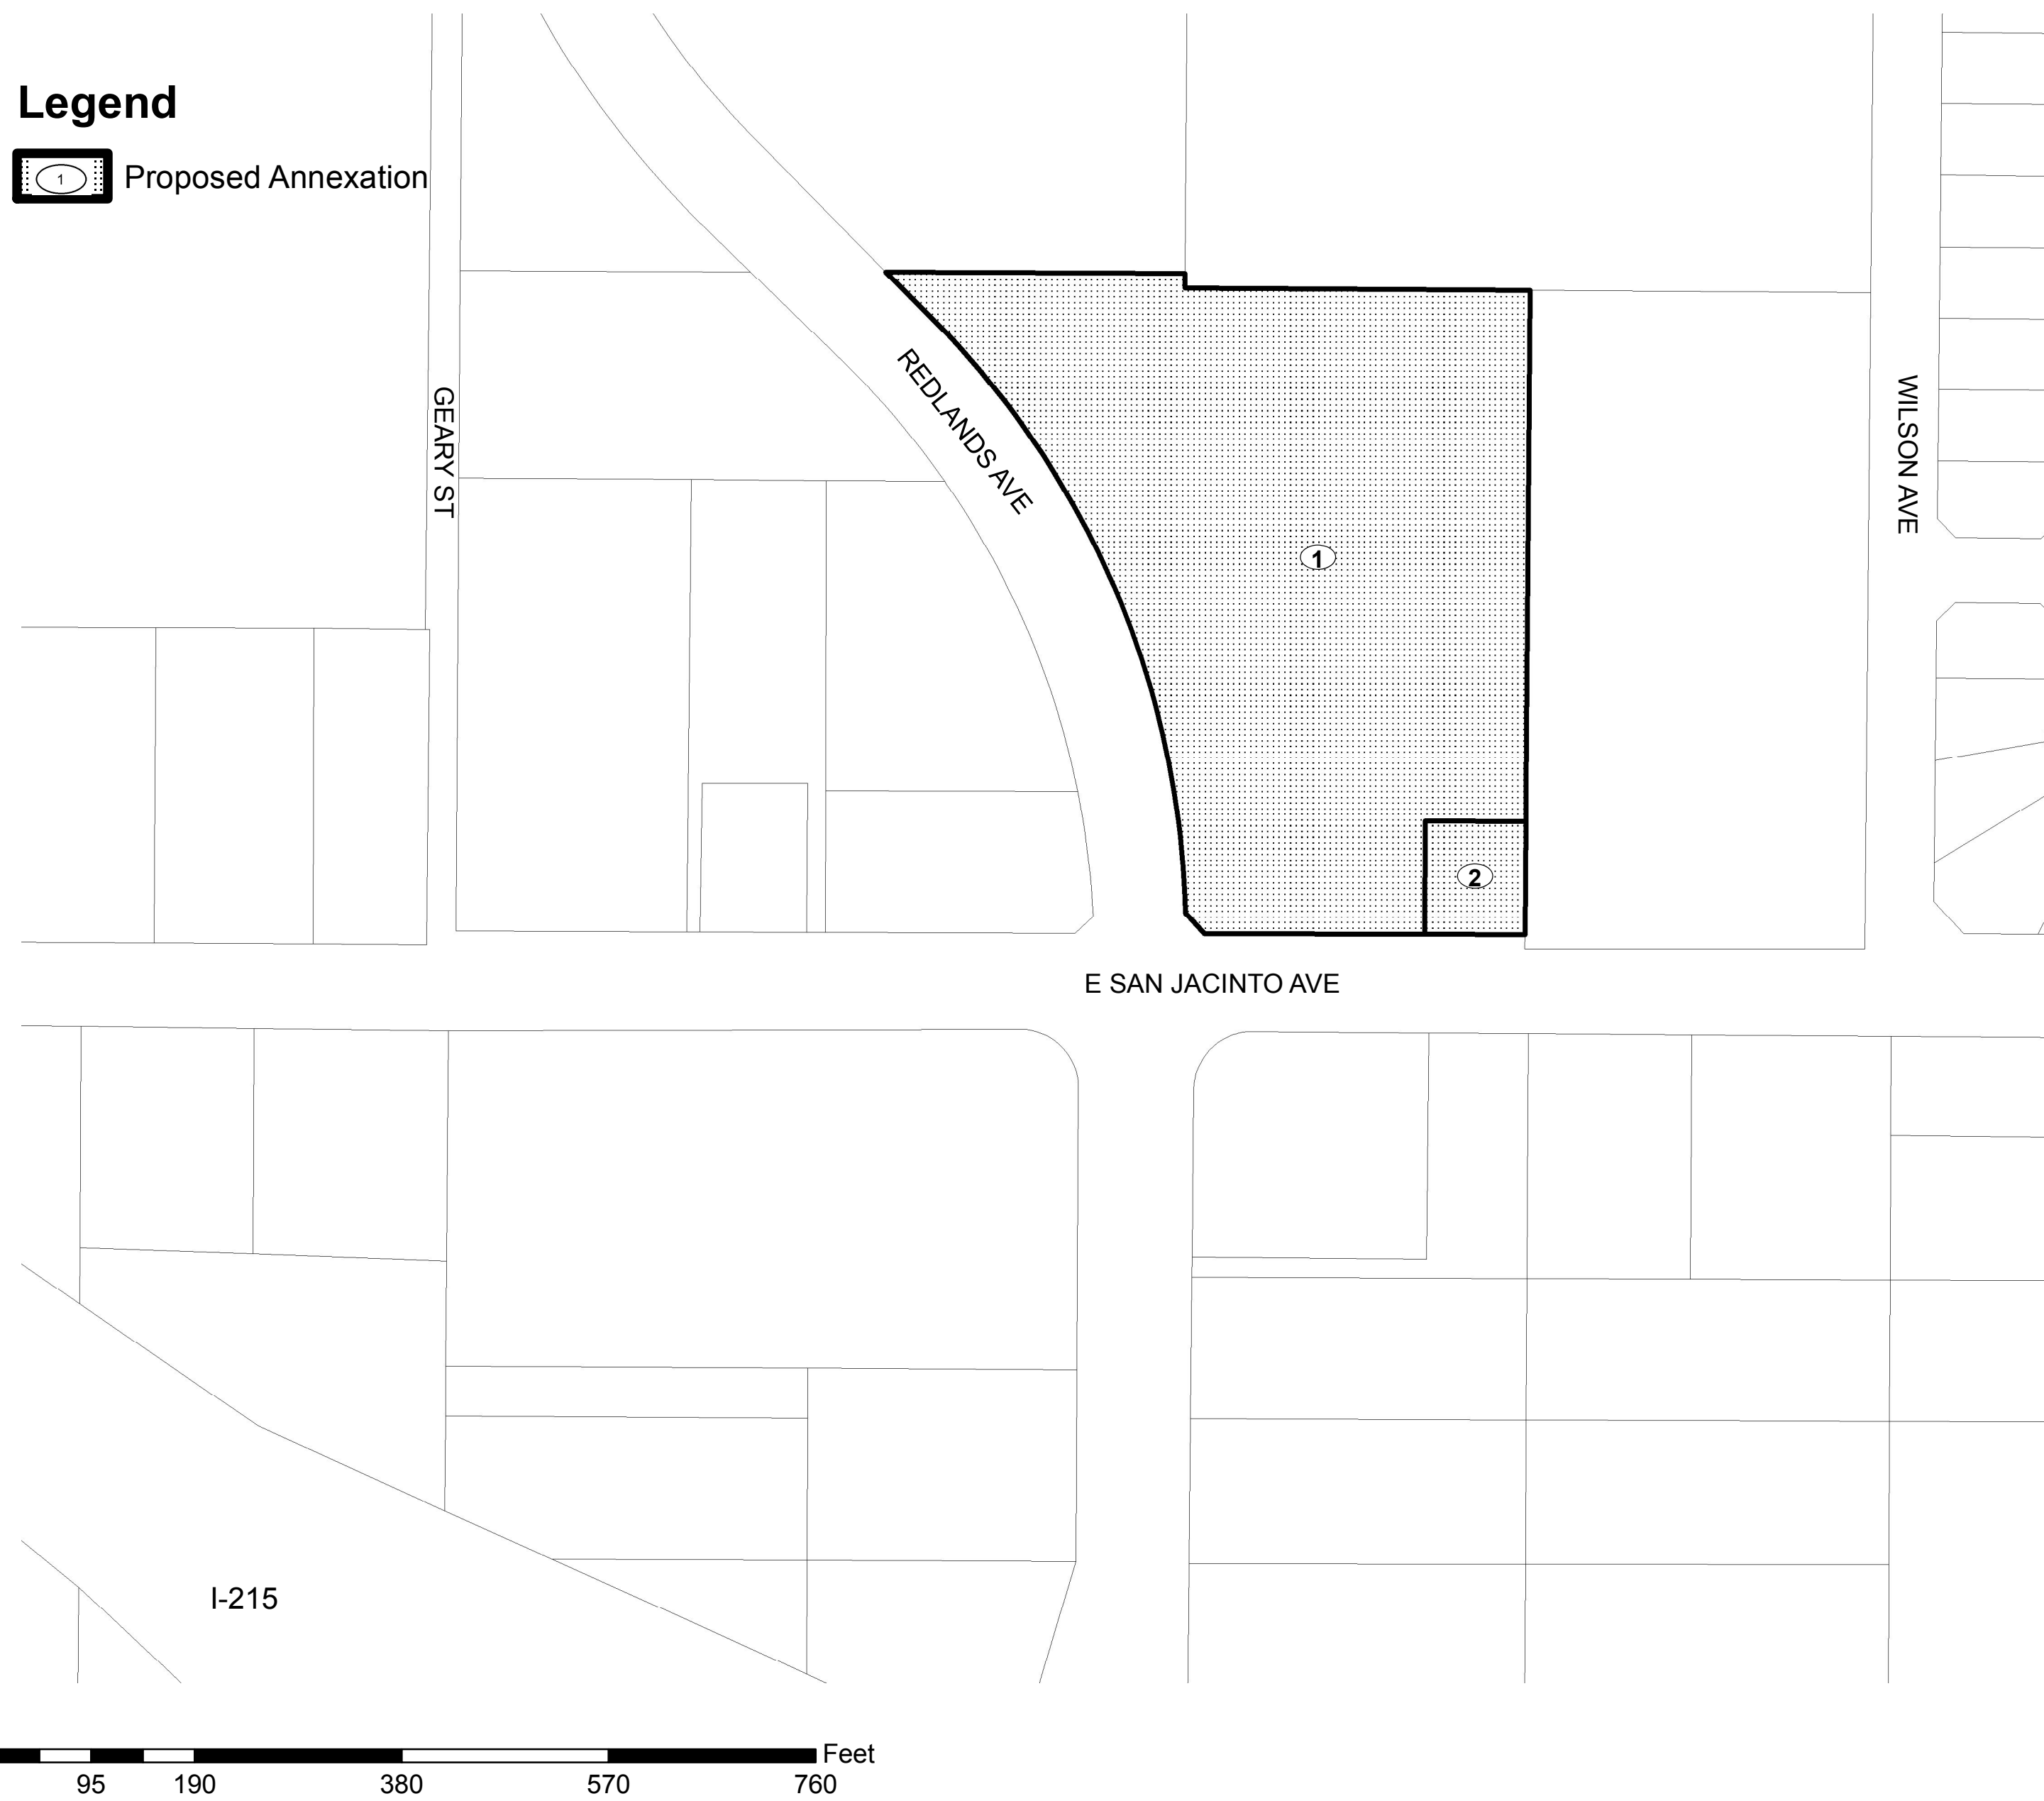 Legend
1
Proposed Annexation
REDLANDS AVE
GEARY ST
WILSON AVE
1
2
E SAN JACINTO AVE
I-215
Feet
95 190 380 570 760